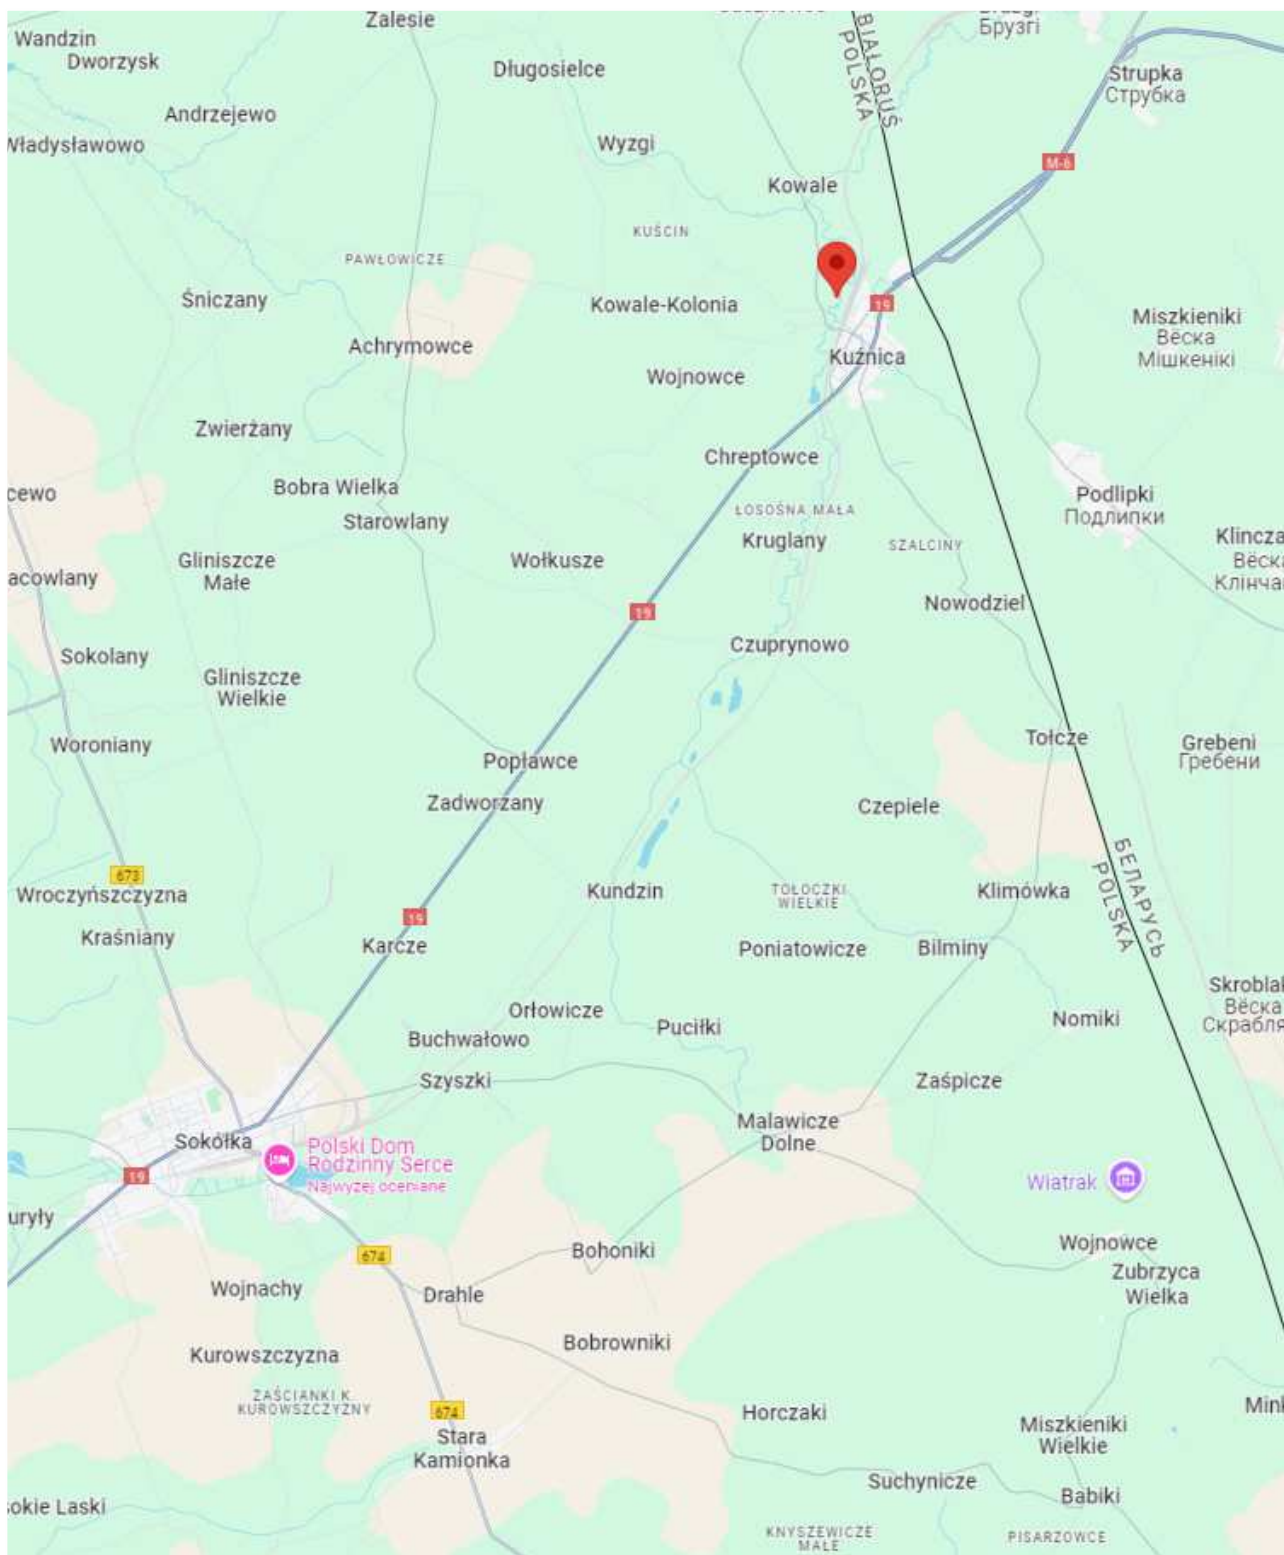 Zalesie
Wandzin
Dworzysk
Długosielce
Andrzejewo
Władysławowo
Wyzgi
BIAŁORUŚ
POLSKA
Брузгі
Strupka
Струбка
M-6
Kowale
KUŚCIN
PAWŁOWICZE
Śniczany
Kowale-Kolonia
19
Miszkieniki
Вёска
Мішкенікі
Achrymowce
Kuźnica
Wojnowce
Zwierżany
Chreptowce
Bobra Wielka
cewo
Starowlany
ŁOSOŚNA MAŁA
Podlipki
Подлипки
Kruglany
SZALCINY
Gliniszcze
Małe
Wołkusze
acowlany
Nowodziel
19
Czuprynowo
Sokolany
Gliniszcze
Wielkie
Woroniany
Tołcze
Grebeni
Гребени
Popławce
Zadworzany
Czepiele
БЕЛАРУСЬ
POLSKA
673
Wroczyńszczyzna
Kundzin
TOŁOCZKI
WIELKIE
Klimówka
19
Kraśniany
Karcze
Poniatowicze
Bilminy
Orłowicze
Puciłki
Nomiki
Buchwałowo
Szyszki
Zaśpicze
Malawicze
Dolne
Sokółka
Polski Dom
Rodzinny Serce
Najwyżej oceniane
19
Wiatrak
uryły
674
Bohoniki
Wojnowce
Zubrzyca
Wielka
Wojnachy
Drahle
Bobrowniki
Kurowszczyzna
ZAŚCIANKI K.
KUROWSZCZYZNY
674
Stara
Kamionka
Horczaki
Miszkieniki
Wielkie
Suchynicze
Babiki
okie Laski
KNYSZEWICZE
MAŁE
PISARZOWCE